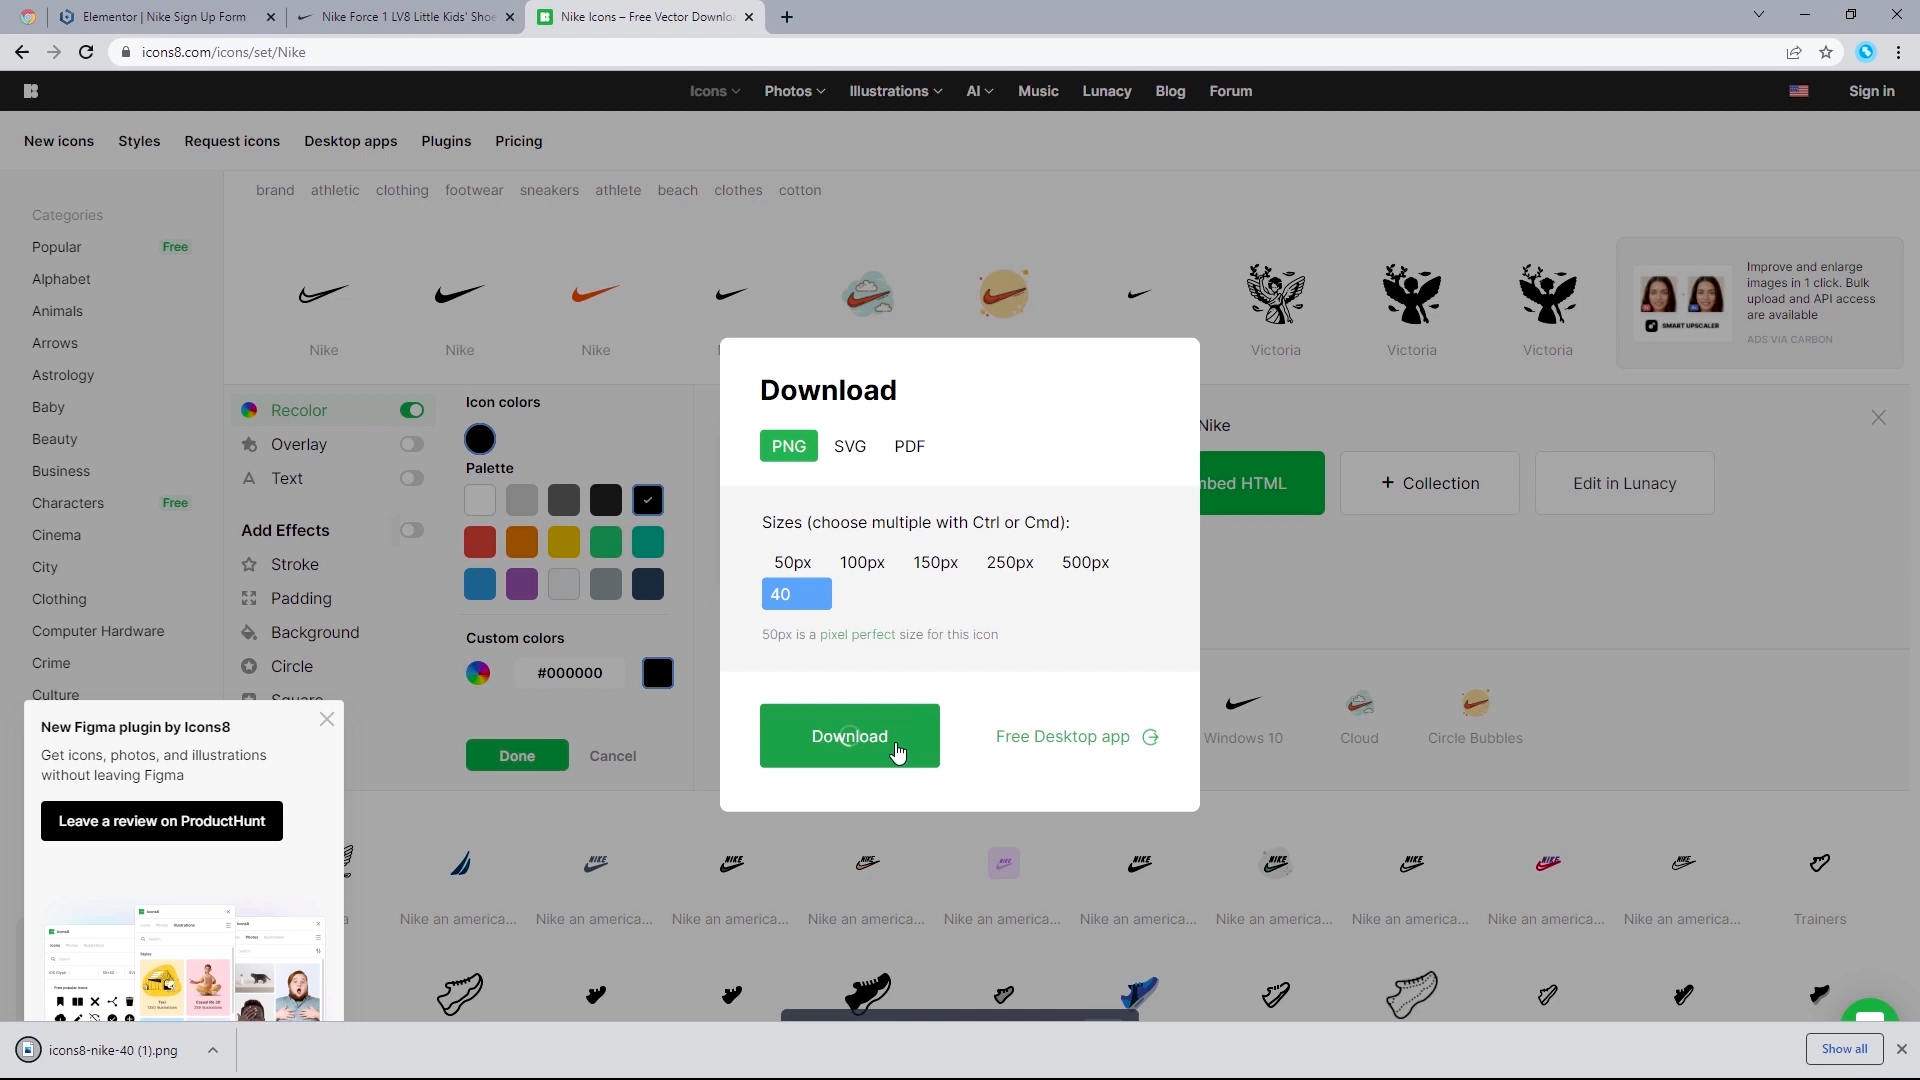 Elementor | Nike Sign Up Form
Nike Force 1 LV8 Little Kids' Shoe
Nike Icons – Free Vector Downlo
icons8.com/icons/set/Nike
Icons
Photos
Illustrations
AI
Music
Lunacy
Blog
Forum
Sign in
New icons
Styles
Request icons
Desktop apps
Plugins
Pricing
brand
athletic
clothing
footwear
sneakers
athlete
beach
clothes
cotton
Categories
Popular
Free
Alphabet
Animals
Arrows
Astrology
Baby
Beauty
Business
Characters
Free
Cinema
City
Clothing
Computer Hardware
Crime
Culture
Nike
Nike
Nike
Victoria
Victoria
Victoria
Improve and enlarge
images in 1 click. Bulk
upload and API access
are available
SMART UPSCALER
ADS VIA CARBON
Recolor
Overlay
Text
Add Effects
Stroke
Padding
Background
Circle
Square
Icon colors
Palette
Custom colors
#000000
Done
Cancel
Download
PNG
SVG
PDF
Sizes (choose multiple with Ctrl or Cmd):
50px
100px
150px
250px
500px
40
50px is a pixel perfect size for this icon
Download
Free Desktop app
Nike
mbed HTML
+ Collection
Edit in Lunacy
Windows 10
Cloud
Circle Bubbles
New Figma plugin by Icons8
Get icons, photos, and illustrations
without leaving Figma
Leave a review on ProductHunt
Nike an america...
Nike an america...
Nike an america...
Nike an america...
Nike an america...
Nike an america...
Nike an america...
Nike an america...
Nike an america...
Nike an america...
Trainers
icons8-nike-40 (1).png
Show all